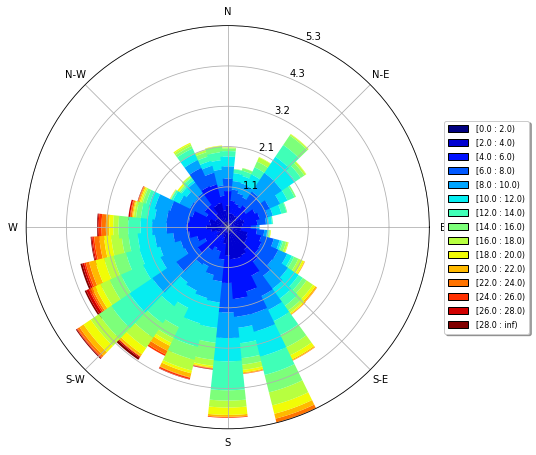 N
5.3
4.3
N-W
N-E
3.2
2.1
1.1
W
E
S-W
S-E
S
[0.0 : 2.0)
[2.0 : 4.0)
[4.0 : 6.0)
[6.0 : 8.0)
[8.0 : 10.0)
[10.0 : 12.0)
[12.0 : 14.0)
[14.0 : 16.0)
[16.0 : 18.0)
[18.0 : 20.0)
[20.0 : 22.0)
[22.0 : 24.0)
[24.0 : 26.0)
[26.0 : 28.0)
[28.0 : inf)